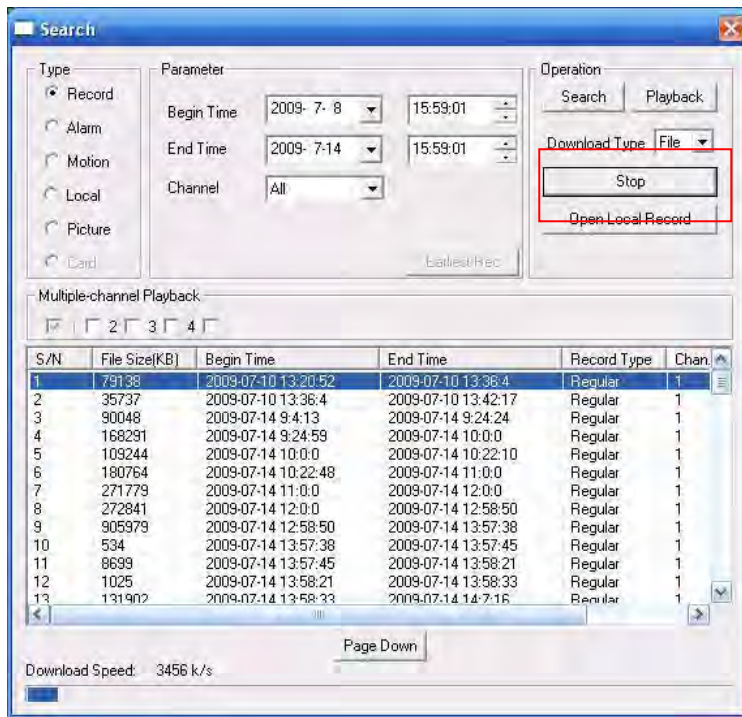 Search
Type
Parameter
Operation
Record
Alarm
Motion
Local
Picture
Card
Begin Time 2009- 7- 8 15:59:01
End Time 2009- 7-14 15:59:01
Channel All
Earliest Rec
Search Playback
Download Type File
Stop
Open Local Record
Multiple-channel Playback
2 3 4
S/N File Size(KB) Begin Time End Time Record Type Chan
1 79138 2009-07-10 13:20:52 2009-07-10 13:36:4 Regular 1
2 35737 2009-07-10 13:36:4 2009-07-10 13:42:17 Regular 1
3 90048 2009-07-14 9:4:13 2009-07-14 9:24:24 Regular 1
4 168291 2009-07-14 9:24:59 2009-07-14 10:0:0 Regular 1
5 109244 2009-07-14 10:0:0 2009-07-14 10:22:10 Regular 1
6 180764 2009-07-14 10:22:48 2009-07-14 11:0:0 Regular 1
7 271779 2009-07-14 11:0:0 2009-07-14 12:0:0 Regular 1
8 272841 2009-07-14 12:0:0 2009-07-14 12:58:50 Regular 1
9 905979 2009-07-14 12:58:50 2009-07-14 13:57:38 Regular 1
10 534 2009-07-14 13:57:38 2009-07-14 13:57:45 Regular 1
11 8699 2009-07-14 13:57:45 2009-07-14 13:58:21 Regular 1
12 1025 2009-07-14 13:58:21 2009-07-14 13:58:33 Regular 1
13 131902 2009-07-14 13:58:33 2009-07-14 14:7:16 Regular 1
Page Down
Download Speed: 3456 k/s